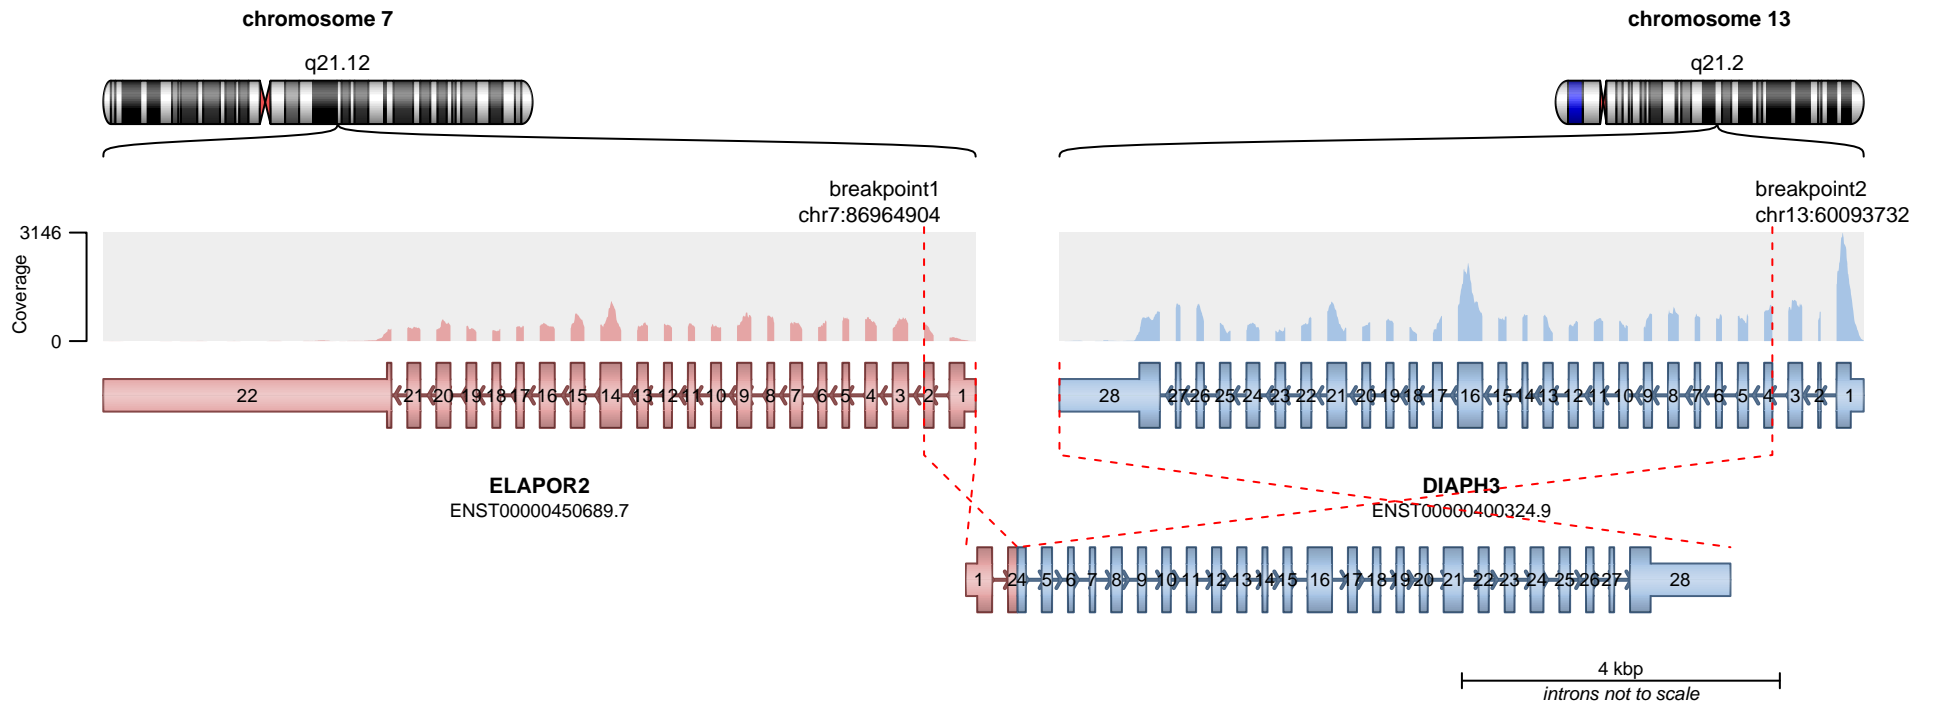 chromosome 7
chromosome 13
q21.12
q21.2
breakpoint1
chr7:86964904
breakpoint2
chr13:60093732
3146
Coverage
0
22 21 20 19 18 17 16 15 14 13 12 11 10 9 8 7 6 5 4 3 2 1
28 27 26 25 24 23 22 21 20 19 18 17 16 15 14 13 12 11 10 9 8 7 6 5 4 3 2 1
ELAPOR2
ENST00000450689.7
DIAPH3
ENST00000400324.9
1 2 4 5 6 7 8 9 10 11 12 13 14 15 16 17 18 19 20 21 22 23 24 25 26 27 28
4 kbp
introns not to scale